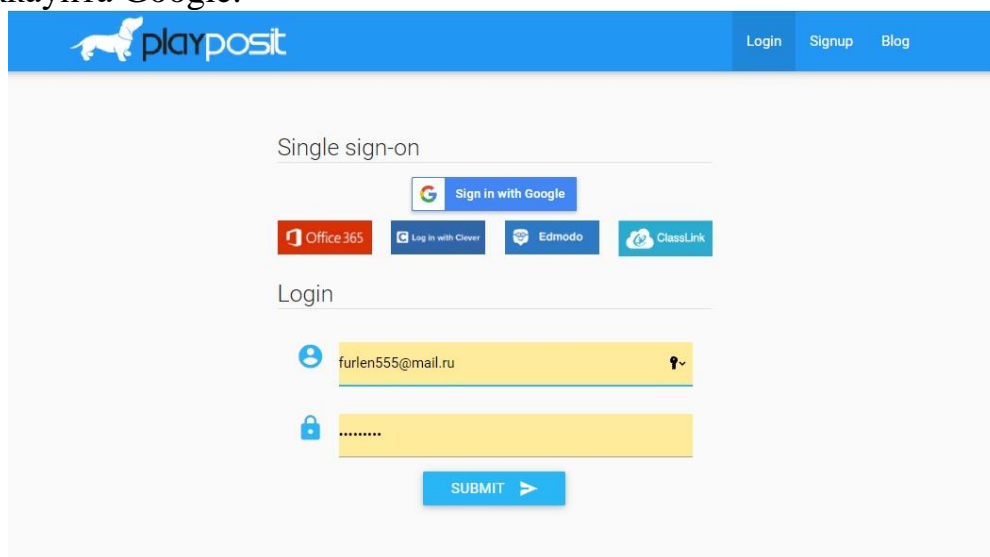 Google.
playposit
Login Signup Blog
Single sign-on
G Sign in with Google
Office 365 C Log in with Clever Edmodo ClassLink
Login
furlen555@mail.ru
•••••••••
SUBMIT